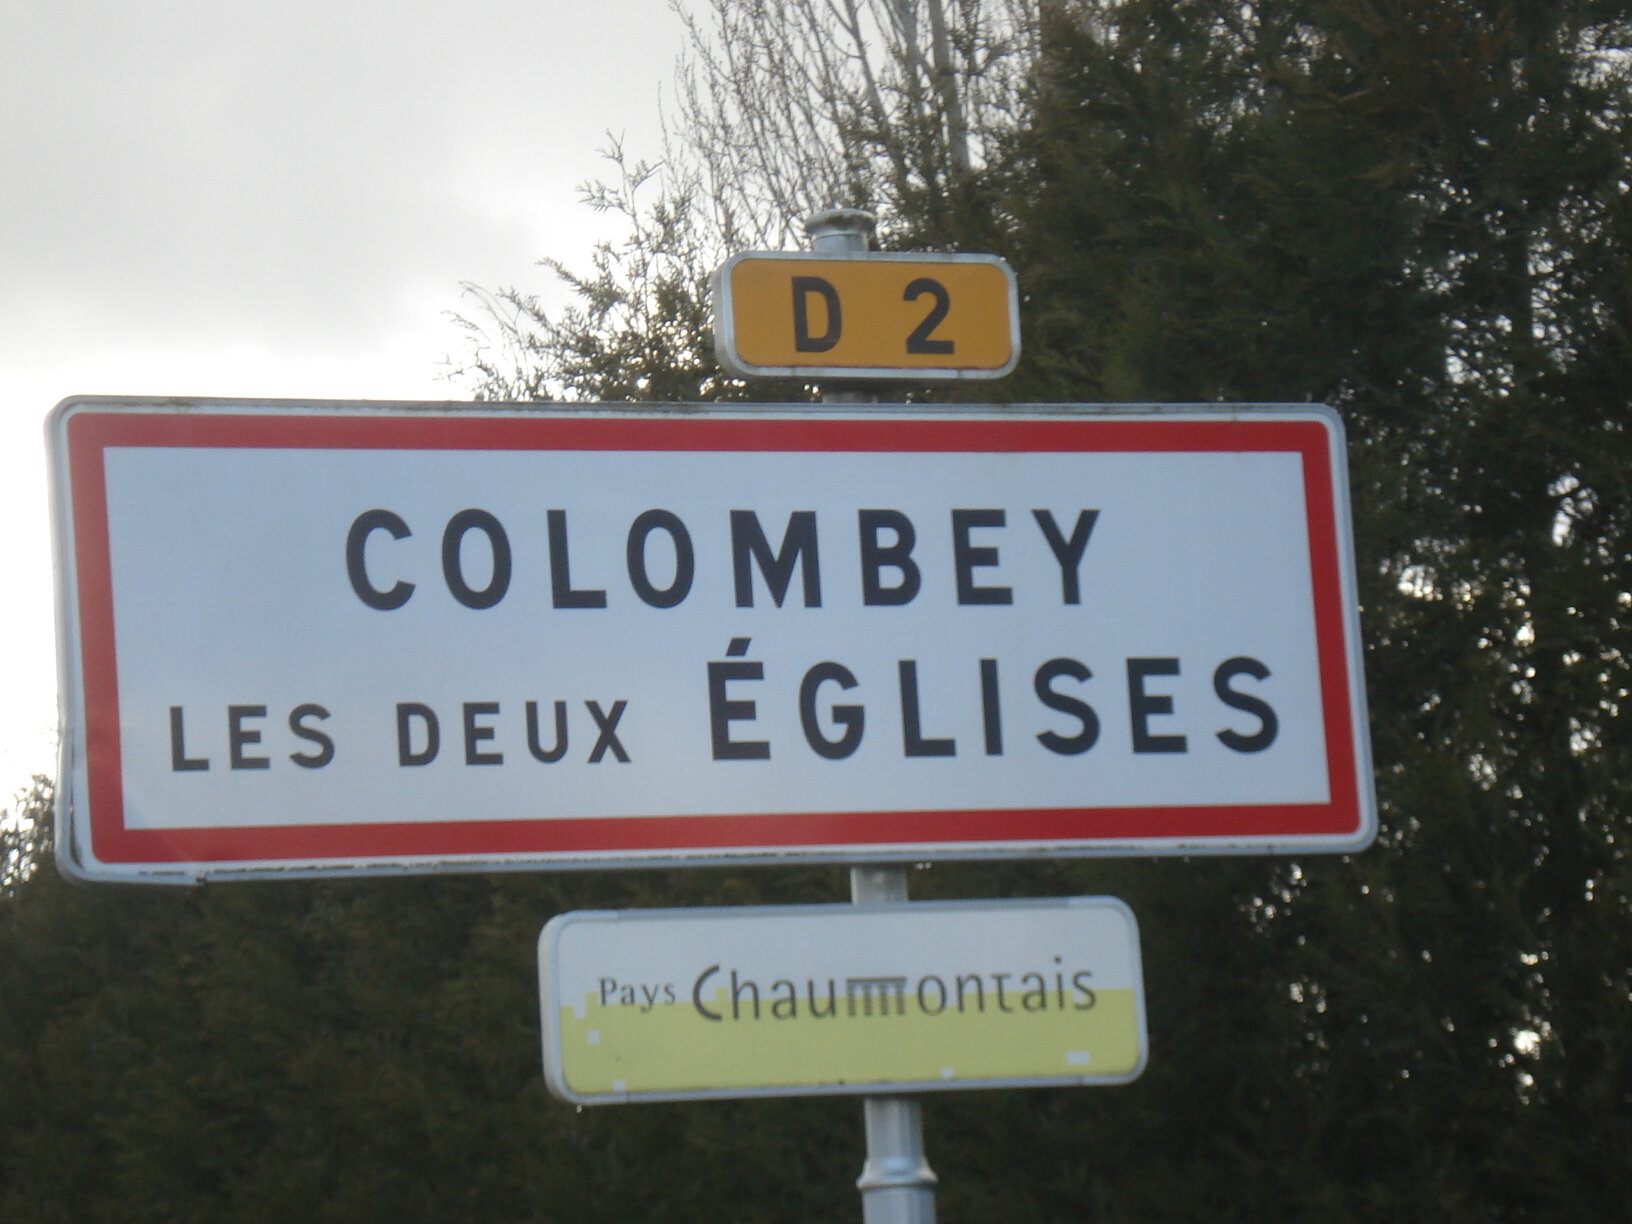 D 2
COLOMBEY
LES DEUX ÉGLISES
Pays Chaumontais